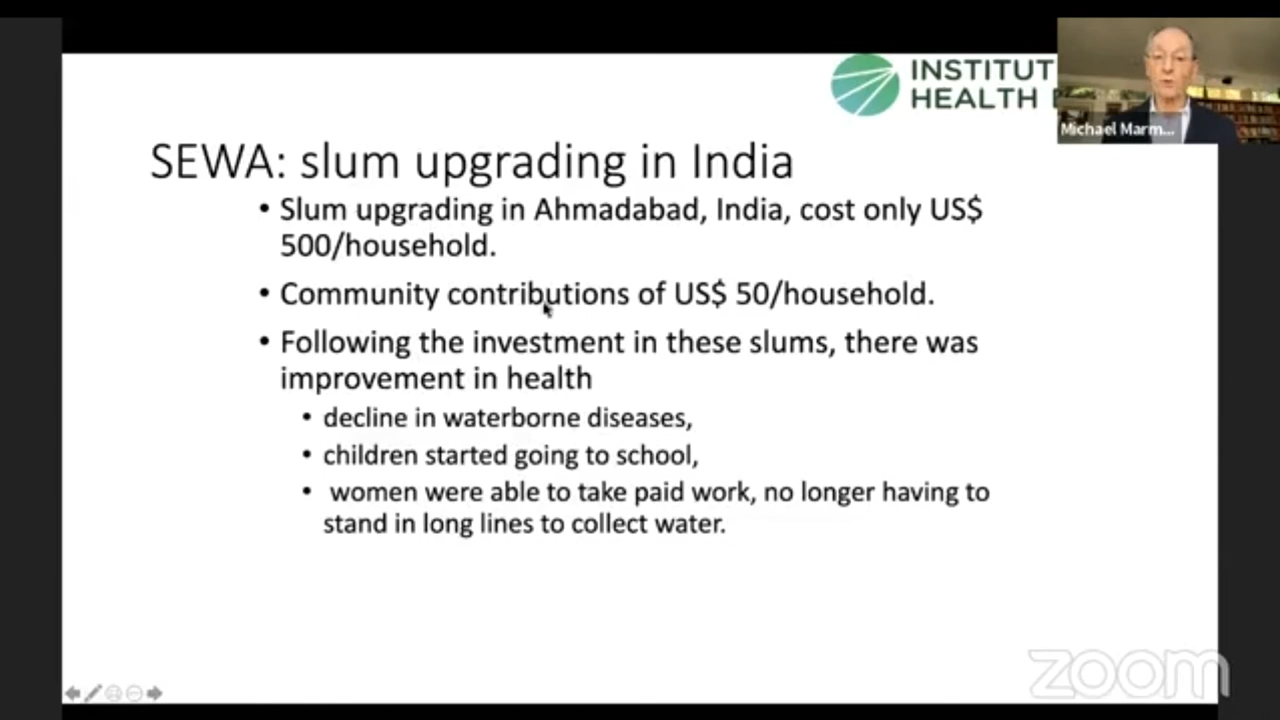 INSTITUT
HEALTH
Michael Marm...
SEWA: slum upgrading in India
• Slum upgrading in Ahmadabad, India, cost only US$
500/household.
• Community contributions of US$ 50/household.
• Following the investment in these slums, there was
improvement in health
• decline in waterborne diseases,
• children started going to school,
• women were able to take paid work, no longer having to
stand in long lines to collect water.
zoom